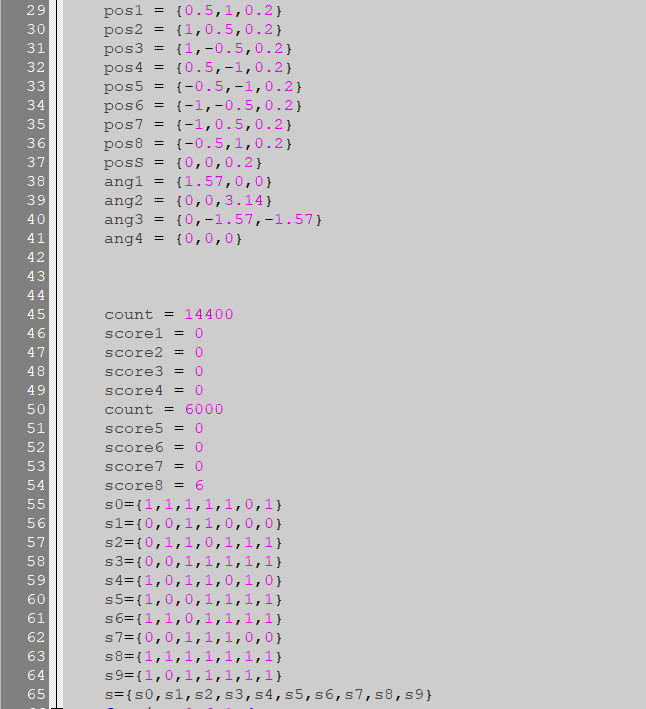 29 pos1 = {0.5,1,0.2}
30 pos2 = {1,0.5,0.2}
31 pos3 = {1,-0.5,0.2}
32 pos4 = {0.5,-1,0.2}
33 pos5 = {-0.5,-1,0.2}
34 pos6 = {-1,-0.5,0.2}
35 pos7 = {-1,0.5,0.2}
36 pos8 = {-0.5,1,0.2}
37 posS = {0,0,0.2}
38 ang1 = {1.57,0,0}
39 ang2 = {0,0,3.14}
40 ang3 = {0,-1.57,-1.57}
41 ang4 = {0,0,0}
42
43
44
45 count = 14400
46 score1 = 0
47 score2 = 0
48 score3 = 0
49 score4 = 0
50 count = 6000
51 score5 = 0
52 score6 = 0
53 score7 = 0
54 score8 = 6
55 s0={1,1,1,1,1,0,1}
56 s1={0,0,1,1,0,0,0}
57 s2={0,1,1,0,1,1,1}
58 s3={0,0,1,1,1,1,1}
59 s4={1,0,1,1,0,1,0}
60 s5={1,0,0,1,1,1,1}
61 s6={1,1,0,1,1,1,1}
62 s7={0,0,1,1,1,0,0}
63 s8={1,1,1,1,1,1,1}
64 s9={1,0,1,1,1,1,1}
65 s={s0,s1,s2,s3,s4,s5,s6,s7,s8,s9}